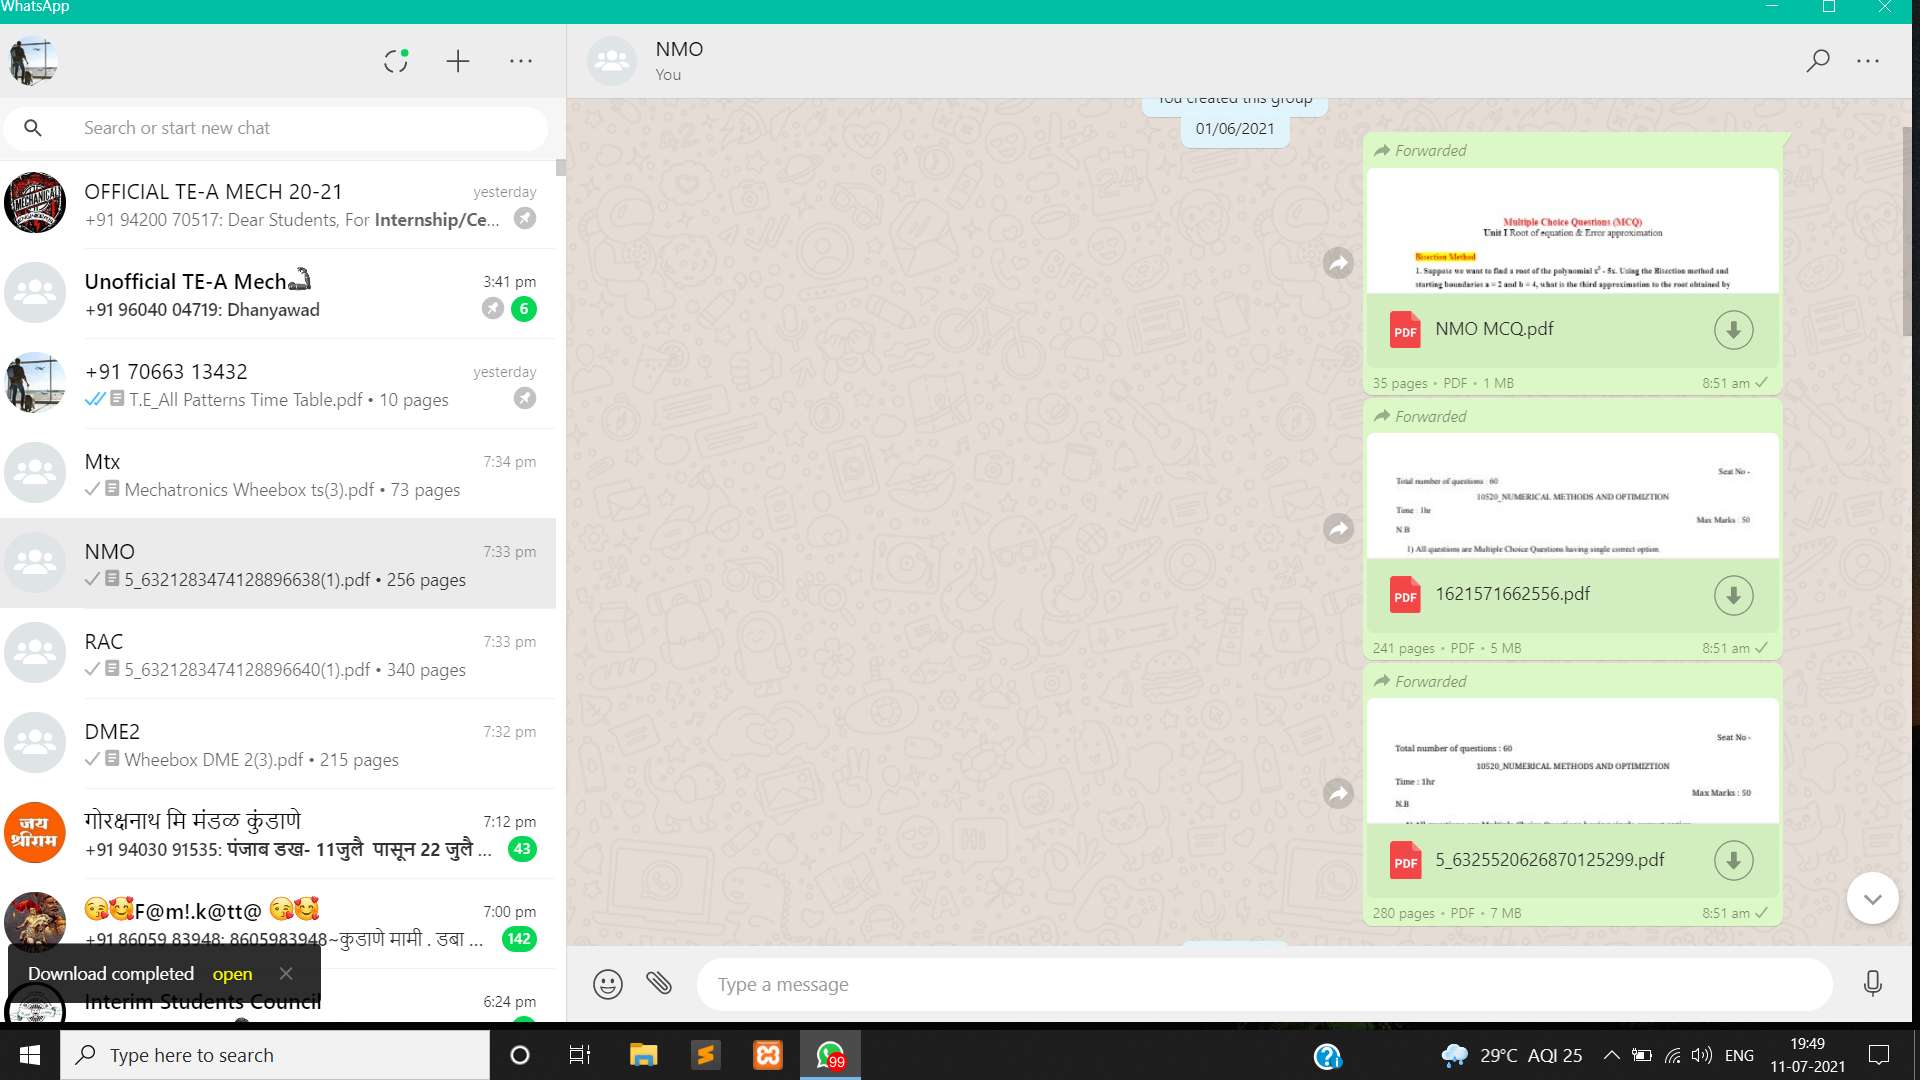 WhatsApp
Search or start new chat
OFFICIAL TE-A MECH 20-21
yesterday
+91 94200 70517: Dear Students, For Internship/Ce...
Unofficial TE-A Mech
3:41 pm
+91 96040 04719: Dhanyawad
6
+91 70663 13432
yesterday
T.E_All Patterns Time Table.pdf • 10 pages
Mtx
7:34 pm
Mechatronics Wheebox ts(3).pdf • 73 pages
NMO
7:33 pm
5_6321283474128896638(1).pdf • 256 pages
RAC
7:33 pm
5_6321283474128896640(1).pdf • 340 pages
DME2
7:32 pm
Wheebox DME 2(3).pdf • 215 pages
जय
श्रीराम
गोरक्षनाथ मि मंडळ कुंडाणे
7:12 pm
+91 94030 91535: पंजाब डख- 11जुलै पासून 22 जुलै ...
43
😘🥰F@m!.k@tt@ 😘🥰
7:00 pm
+91 86059 83948: 8605983948~कुडाणे मामी . डबा ...
142
Download completed open
Interim Students Council
6:24 pm
NMO
You
You created this group
01/06/2021
Forwarded
Multiple Choice Questions (MCQ)
Unit I Root of equation & Error approximation
Bisection Method
1. Suppose we want to find a root of the polynomial x² - 5x. Using the Bisection method and
starting boundaries a = 2 and b = 4, what is the third approximation to the root obtained by
PDF NMO MCQ.pdf
35 pages • PDF • 1 MB
8:51 am
Forwarded
Seat No -
Total number of questions : 60
10520_NUMERICAL METHODS AND OPTIMIZTION
Time : 1hr
Max Marks : 50
N.B
1) All questions are Multiple Choice Questions having single correct option.
PDF 1621571662556.pdf
241 pages • PDF • 5 MB
8:51 am
Forwarded
Seat No -
Total number of questions : 60
10520_NUMERICAL METHODS AND OPTIMIZTION
Time : 1hr
Max Marks : 50
N.B
PDF 5_6325520626870125299.pdf
280 pages • PDF • 7 MB
8:51 am
Type a message
Type here to search
99
29°C AQI 25
ENG
19:49
11-07-2021